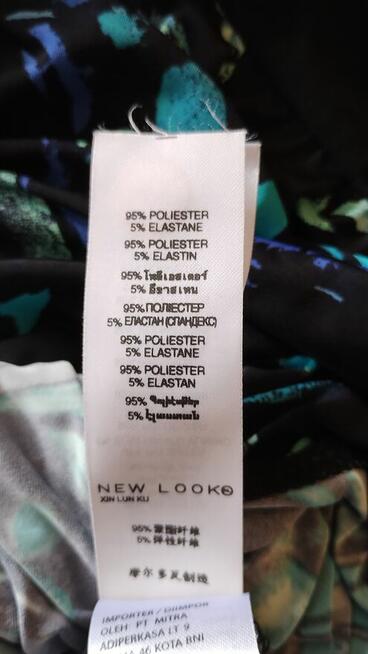 95% POLIESTER
5% ELASTANE
95% POLIESTER
5% ELASTIN
95% โพลีเอสเตอร์
5% อีลาสเทน
95% ПОЛІЕСТЕР
5% ЕЛАСТАН (СПАНДЕКС)
95% POLIESTER
5% ELASTANE
95% POLIESTER
5% ELASTAN
95%
5% Էլաստան
NEW LOOK
XIN LUN KU
95% 聚酯纤维
5% 弹性纤维
摩尔多瓦制造
IMPORTER / DIIMPOR
OLEH PT MITRA
ADIPERKASA LT 9
46 KOTA BNI